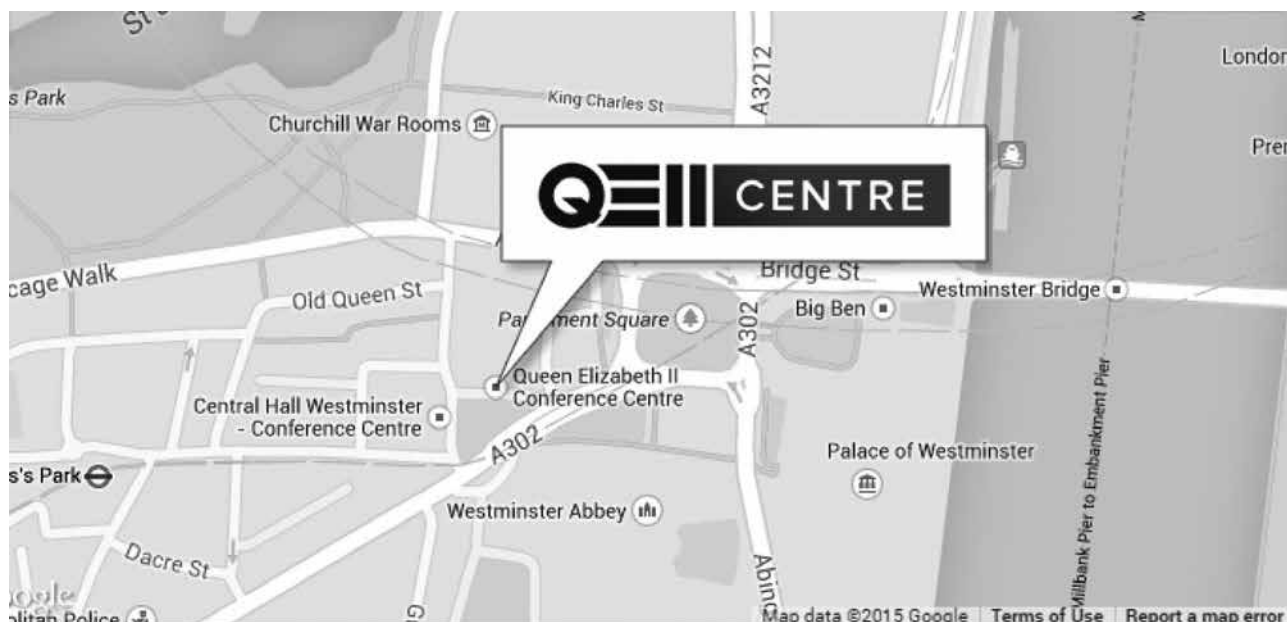 s Park
King Charles St
A3212
London
Churchill War Rooms
QEII CENTRE
cage Walk
Old Queen St
Bridge St
Westminster Bridge
Big Ben
Square
A302
Queen Elizabeth II
Conference Centre
Central Hall Westminster
- Conference Centre
A302
s's Park
Palace of Westminster
Westminster Abbey
Millbank Pier to Embankment Pier
Dacre St
Abing
olitan Police
Map data ©2015 Google
Terms of Use
Report a map error